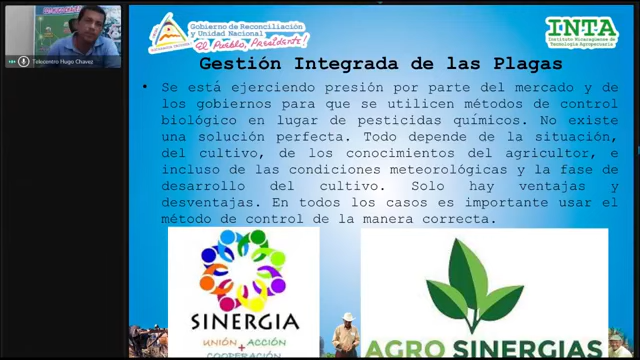 Gobierno de Reconciliación
y Unidad Nacional
El Pueblo, Presidente!
INTA
Instituto Nicaragüense de
Tecnología Agropecuaria
Telecentro Hugo Chavez
Gestión Integrada de las Plagas
• Se está ejerciendo presión por parte del mercado y de
los gobiernos para que se utilicen métodos de control
biológico en lugar de pesticidas químicos. No existe
una solución perfecta. Todo depende de la situación,
del cultivo, de los conocimientos del agricultor, e
incluso de las condiciones meteorológicas y la fase de
desarrollo del cultivo. Solo hay ventajas y
desventajas. En todos los casos es importante usar el
método de control de la manera correcta.
SINERGIA
UNIÓN + ACCIÓN
COOPERACIÓN
AGRO SINERGIAS